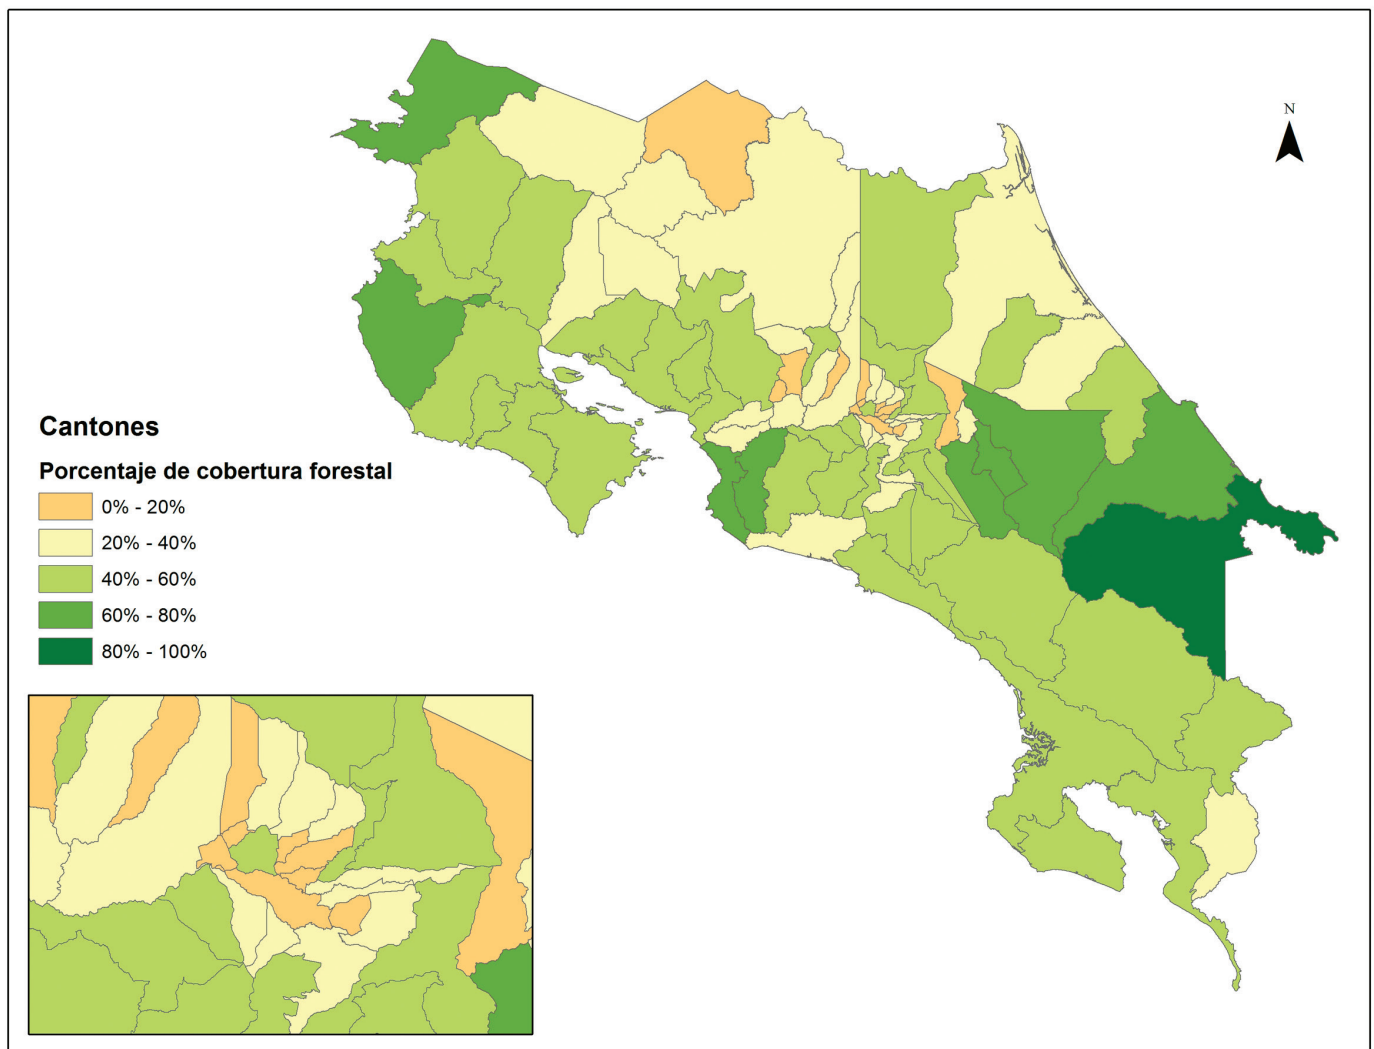 N
Cantones
Porcentaje de cobertura forestal
0% - 20%
20% - 40%
40% - 60%
60% - 80%
80% - 100%